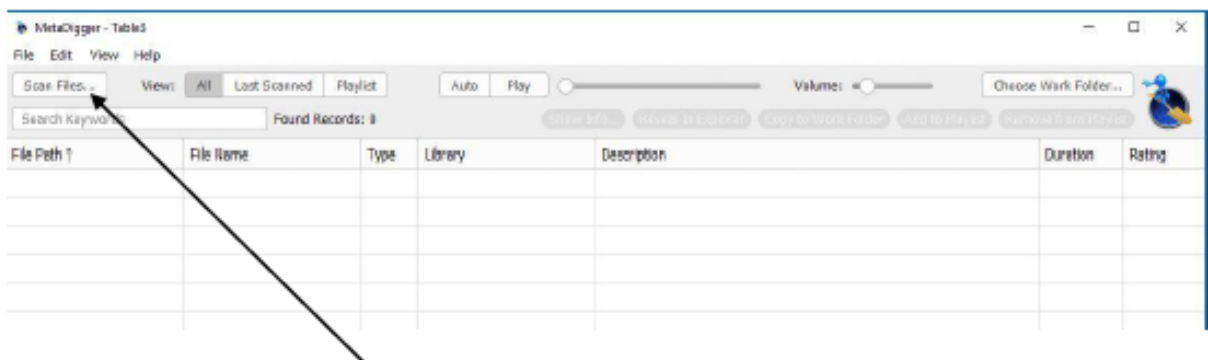 MetaDigger - Table5
File Edit View Help
Scan Files... View: All Last Scanned Playlist Auto Play Volume: Choose Work Folder...
Search Keywords Found Records: 0 Show Info... Reveal in Explorer Copy to Work Folder Add to Playlist Remove from Playlist
File Path ↑ File Name Type Library Description Duration Rating